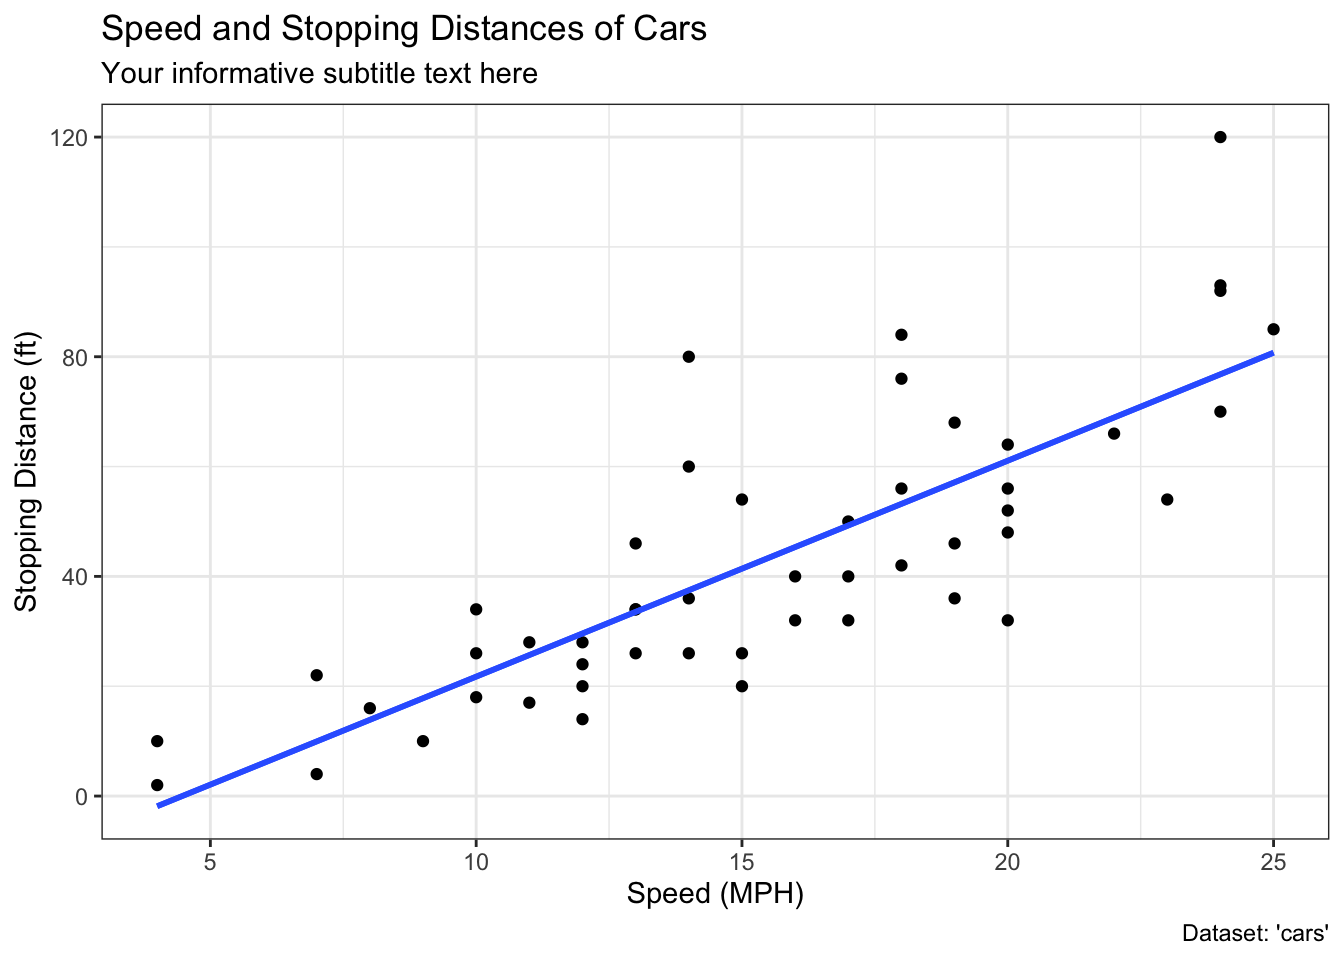 Speed and Stopping Distances of Cars
Your informative subtitle text here
120
80
40
0
Stopping Distance (ft)
5 10 15 20 25
Speed (MPH)
Dataset: 'cars'